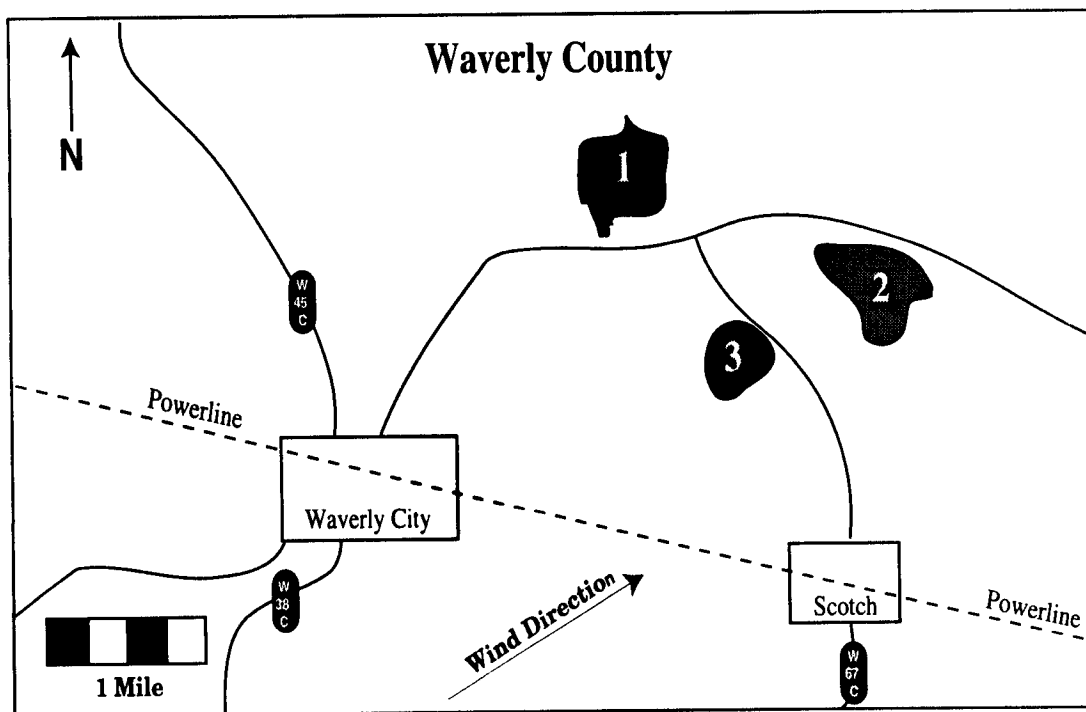 Waverly County
N
1
2
3
W
45
C
Powerline
Waverly City
W
38
C
Wind Direction
Scotch
Powerline
W
67
C
1 Mile